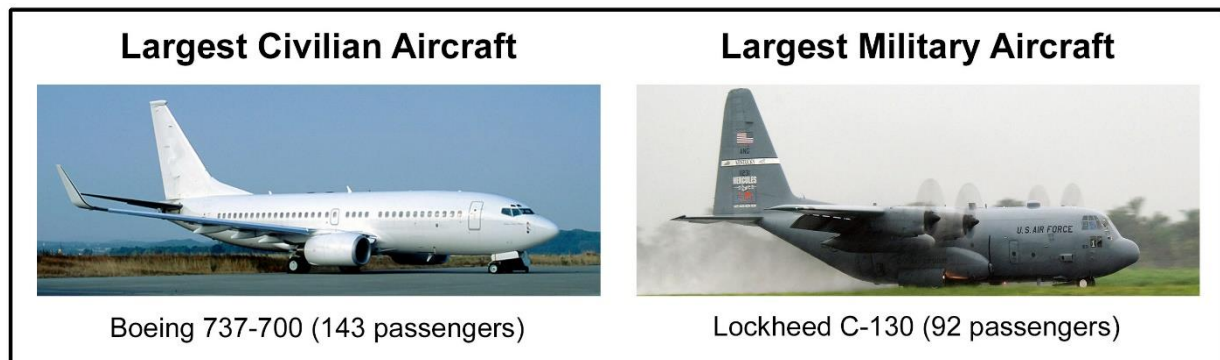 Largest Civilian Aircraft
Boeing 737-700 (143 passengers)
Largest Military Aircraft
HERCULES
U.S. AIR FORCE
Lockheed C-130 (92 passengers)